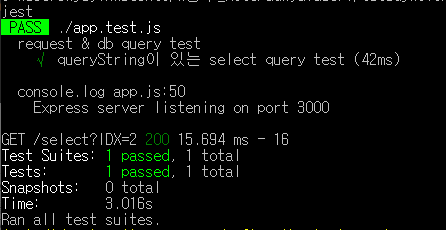 jest
PASS ./app.test.js
request & db query test
√ queryString이 있는 select query test (42ms)
console.log app.js:50
Express server listening on port 3000
GET /select?IDX=2 200 15.694 ms - 16
Test Suites: 1 passed, 1 total
Tests: 1 passed, 1 total
Snapshots: 0 total
Time: 3.016s
Ran all test suites.